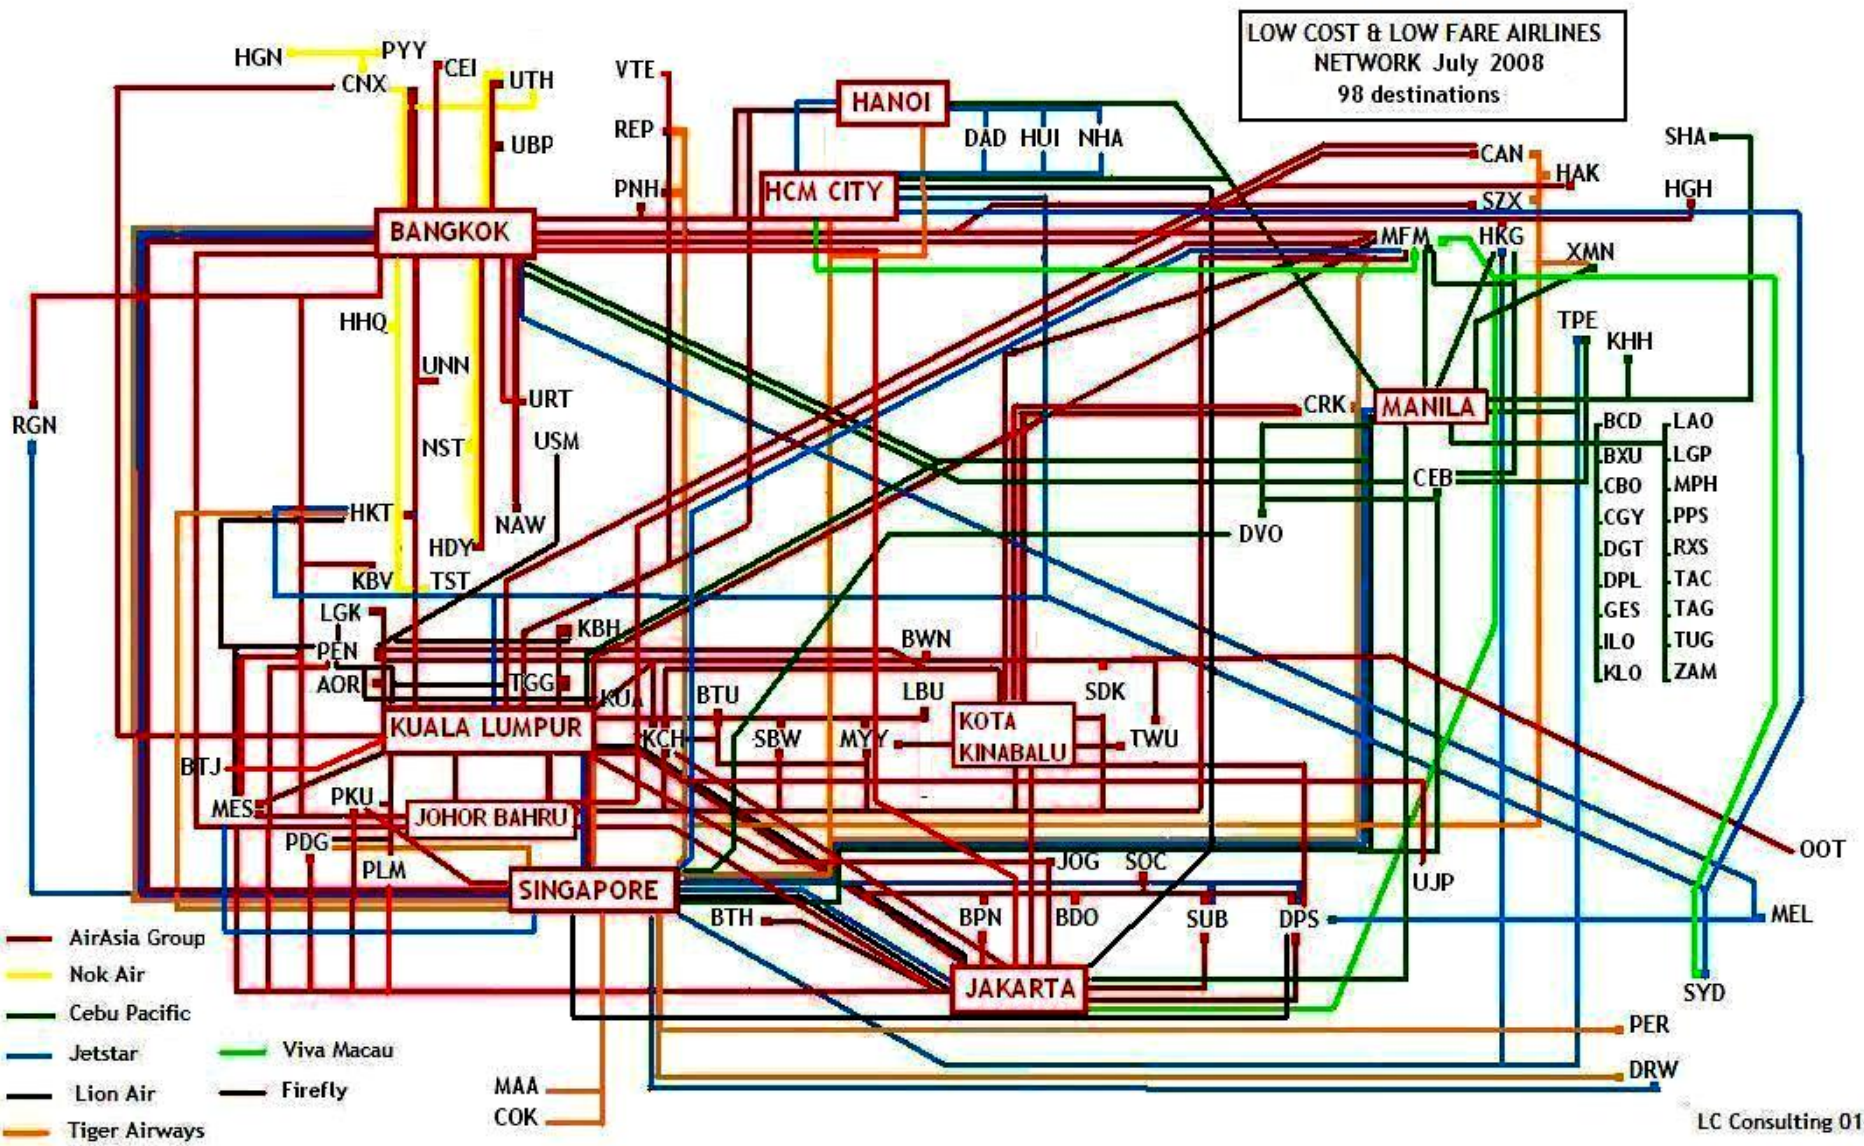 LOW COST & LOW FARE AIRLINES
NETWORK July 2008
98 destinations
HGN
PYY
CNX
CEI
UTH
UBP
VTE
REP
PNH
HANOI
DAD
HUI
NHA
HCM CITY
CAN
HAK
SZX
SHA
HGH
MFM
HKG
XMN
BANGKOK
HHQ
UNN
URT
RGN
NST
USM
TPE
KHH
CRK
MANILA
BCD
LAO
BXU
LGP
CEB
CBO
MPH
CGY
PPS
DGT
RXS
DPL
TAC
GES
TAG
ILO
TUG
KLO
ZAM
HKT
NAW
HDY
DVO
KBV
TST
LGK
KBH
PEN
BWN
AOR
TGG
KUA
BTU
LBU
SDK
KUALA LUMPUR
KCH
SBW
MYY
KOTA
KINABALU
TWU
BTJ
MES
PKU
JOHOR BAHRU
PDG
PLM
JOG
SOC
UJP
OOT
SINGAPORE
BTH
BPN
BDO
SUB
DPS
MEL
JAKARTA
SYD
PER
DRW
MAA
COK
AirAsia Group
Nok Air
Cebu Pacific
Jetstar
Lion Air
Tiger Airways
Viva Macau
Firefly
LC Consulting 01